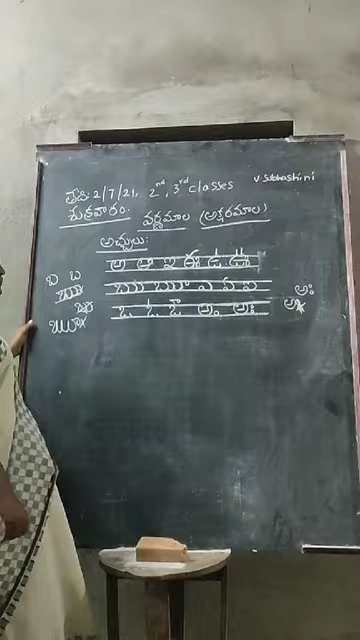 తేది: 2/7/21. 2nd, 3rd classes
V. Subhashini
శుక్రవారం.
వర్ణమాల (అక్షరమాల)
అచ్చులు:
అ ఆ ఇ ఈ ఉ ఊ
ఋ ౠ ఎ ఏ ఐ
ఒ ఓ ఔ అం అః
బ బ
ఋ
ౠ
అః